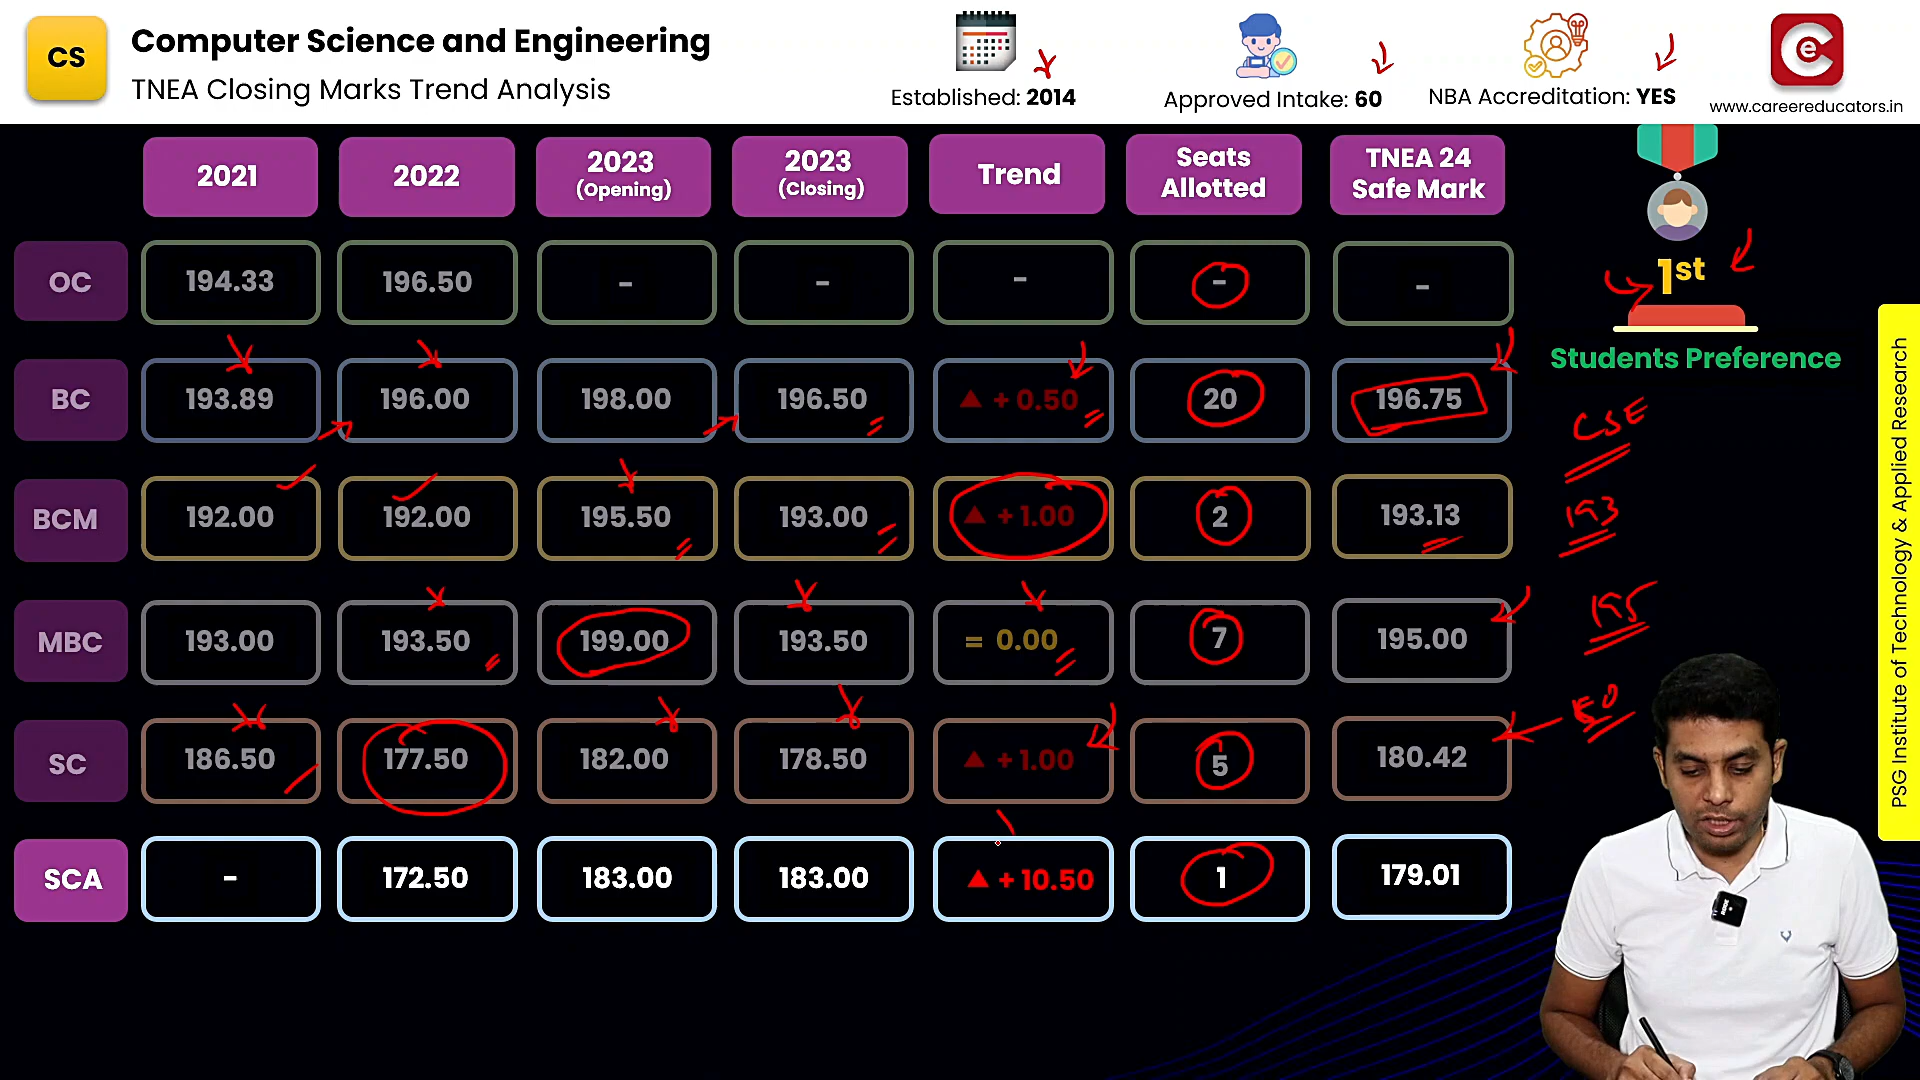 CS
Computer Science and Engineering
TNEA Closing Marks Trend Analysis
Established: 2014
Approved Intake: 60
NBA Accreditation: YES
e
www.careereducators.in
2021 2022 2023 (Opening) 2023 (Closing) Trend Seats Allotted TNEA 24 Safe Mark
OC 194.33 196.50 - - - - -
1st
Students Preference
BC 193.89 196.00 198.00 196.50 ▲ + 0.50 20 196.75
CSE
BCM 192.00 192.00 195.50 193.00 ▲ + 1.00 2 193.13
193
MBC 193.00 193.50 199.00 193.50 = 0.00 7 195.00
195
SC 186.50 177.50 182.00 178.50 ▲ + 1.00 5 180.42
SCA - 172.50 183.00 183.00 ▲ + 10.50 1 179.01
PSG Institute of Technology & Applied Research